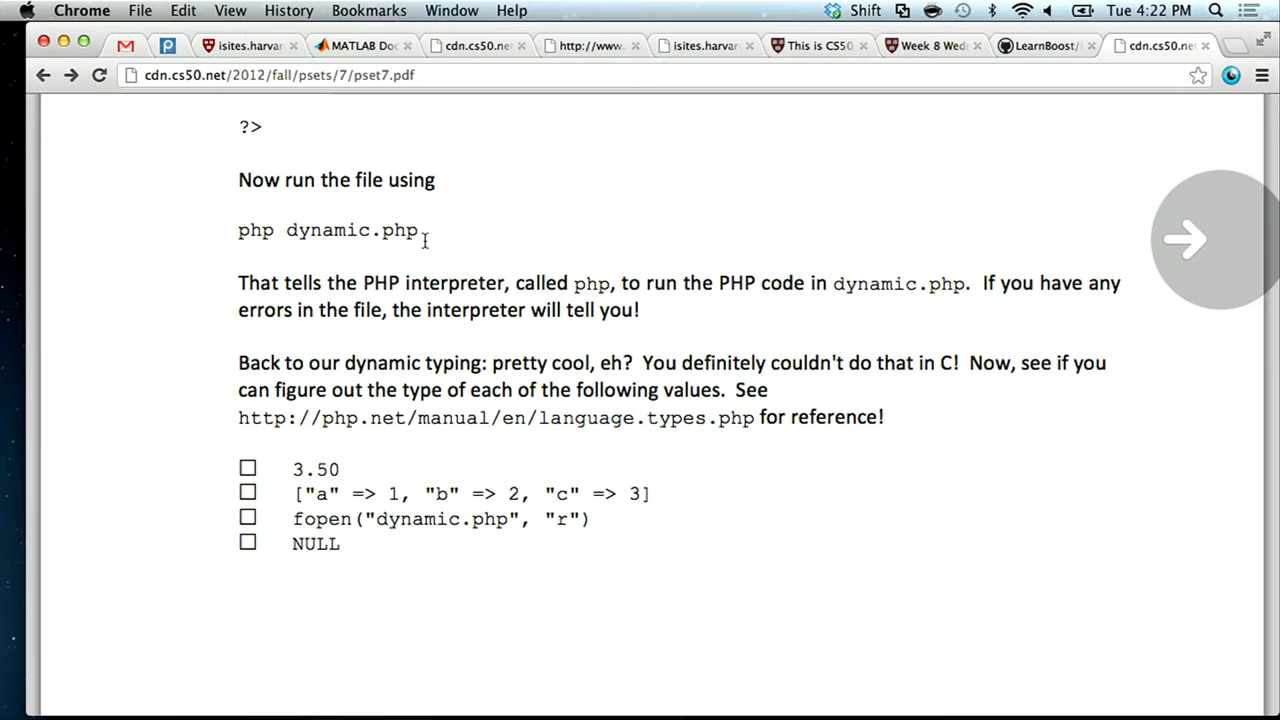 Chrome File Edit View History Bookmarks Window Help Shift Tue 4:22 PM
isites.harvar MATLAB Doc cdn.cs50.net http://www. isites.harvar This is CS50 Week 8 Wed LearnBoost/ cdn.cs50.net
cdn.cs50.net/2012/fall/psets/7/pset7.pdf
?>
Now run the file using
php dynamic.php
That tells the PHP interpreter, called php, to run the PHP code in dynamic.php. If you have any
errors in the file, the interpreter will tell you!
Back to our dynamic typing: pretty cool, eh? You definitely couldn't do that in C! Now, see if you
can figure out the type of each of the following values. See
http://php.net/manual/en/language.types.php for reference!
3.50
["a" => 1, "b" => 2, "c" => 3]
fopen("dynamic.php", "r")
NULL